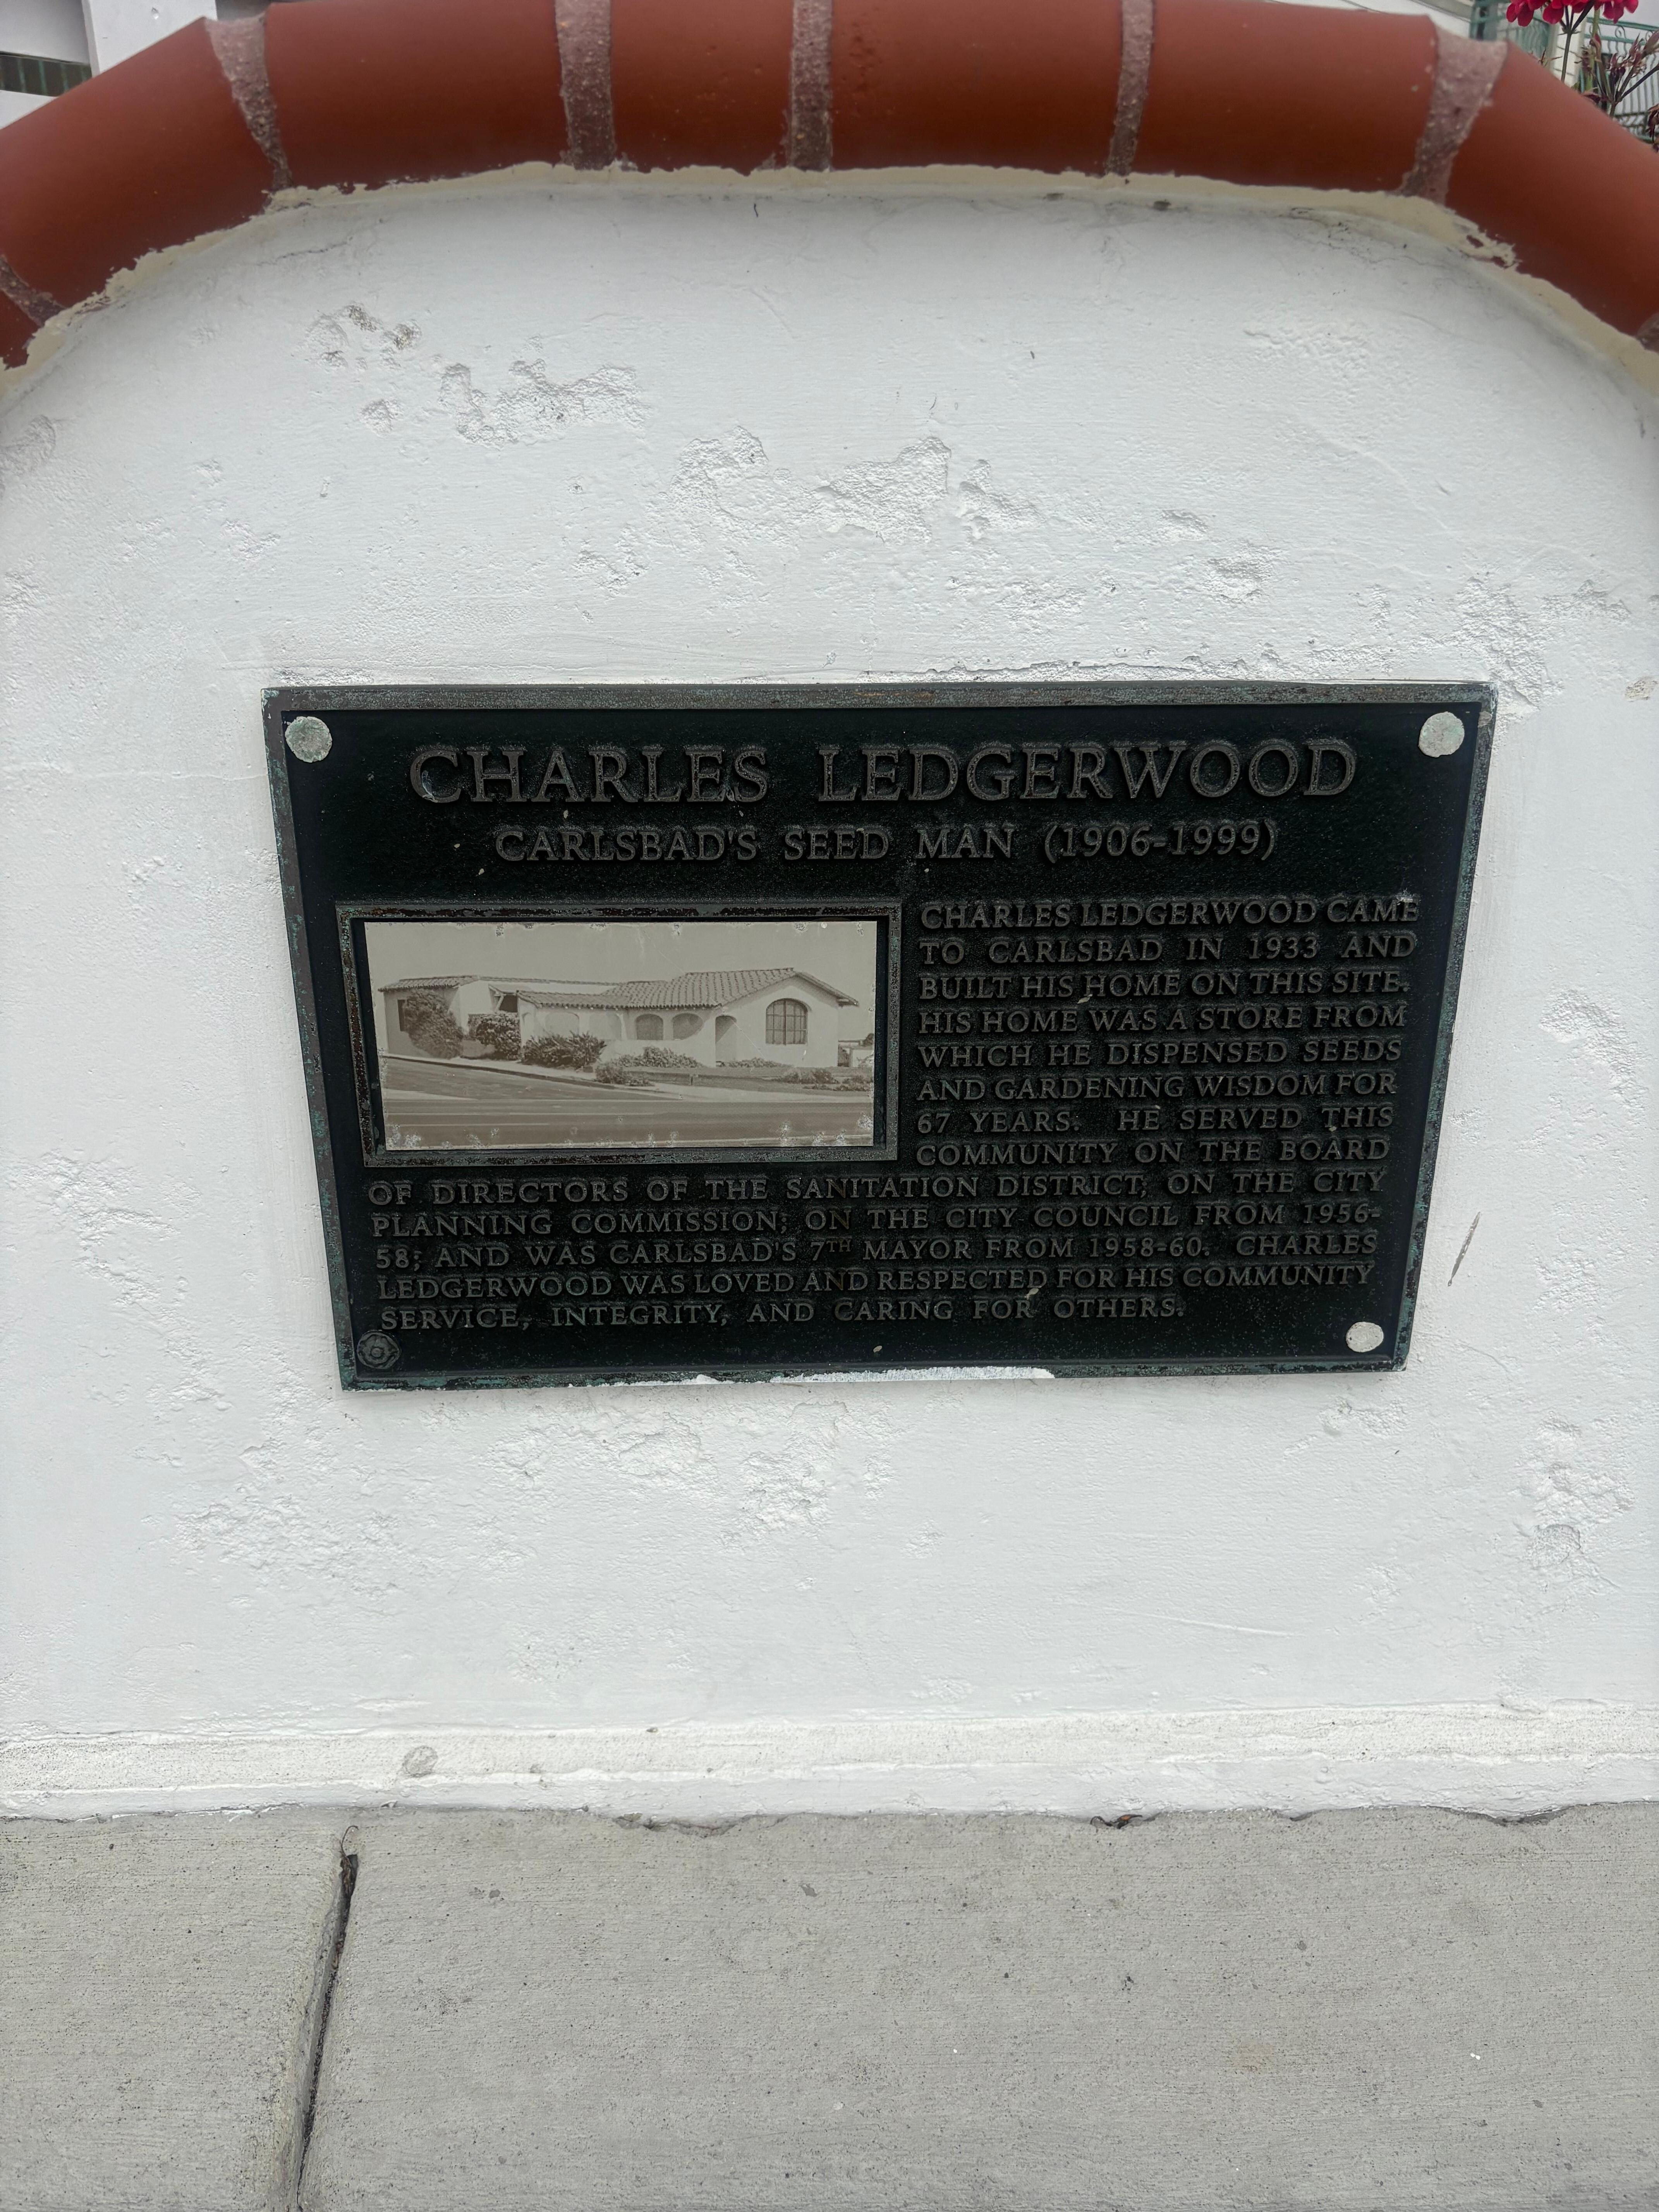 CHARLES LEDGERWOOD
CARLSBAD'S SEED MAN (1906-1999)
CHARLES LEDGERWOOD CAME
TO CARLSBAD IN 1933 AND
BUILT HIS HOME ON THIS SITE.
HIS HOME WAS A STORE FROM
WHICH HE DISPENSED SEEDS
AND GARDENING WISDOM FOR
67 YEARS. HE SERVED THIS
COMMUNITY ON THE BOARD
OF DIRECTORS OF THE SANITATION DISTRICT; ON THE CITY
PLANNING COMMISSION; ON THE CITY COUNCIL FROM 1956-
58; AND WAS CARLSBAD'S 7TH MAYOR FROM 1958-60. CHARLES
LEDGERWOOD WAS LOVED AND RESPECTED FOR HIS COMMUNITY
SERVICE, INTEGRITY, AND CARING FOR OTHERS.